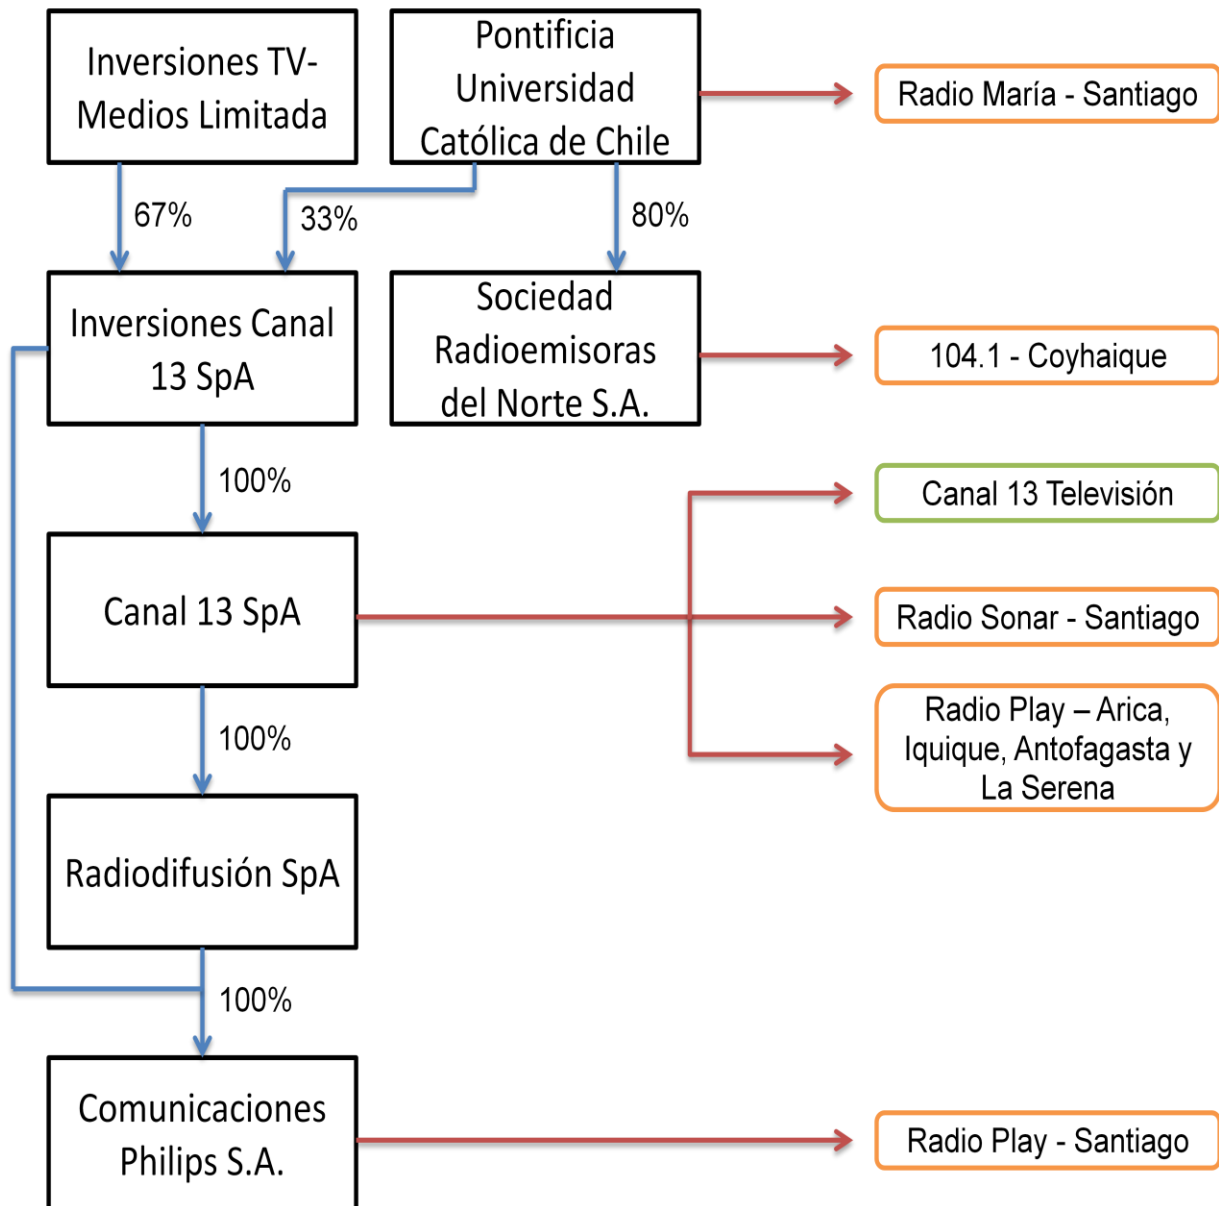 Inversiones TV-
Medios Limitada
Pontificia
Universidad
Católica de Chile
Radio María - Santiago
67%
33%
80%
Inversiones Canal
13 SpA
Sociedad
Radioemisoras
del Norte S.A.
104.1 - Coyhaique
100%
Canal 13 Televisión
Canal 13 SpA
Radio Sonar - Santiago
Radio Play – Arica,
Iquique, Antofagasta y
La Serena
100%
Radiodifusión SpA
100%
Comunicaciones
Philips S.A.
Radio Play - Santiago